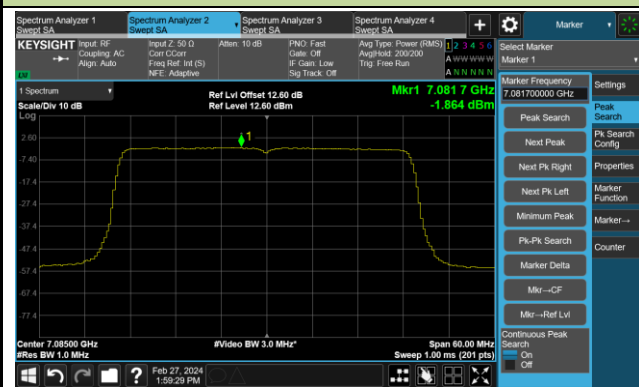 Spectrum Analyzer 1
Swept SA
Spectrum Analyzer 2
Swept SA
Spectrum Analyzer 3
Swept SA
Spectrum Analyzer 4
Swept SA
+
Marker
KEYSIGHT
Input: RF
Coupling: AC
Align: Auto
Input Z: 50 Ω
Corr CCorr
Freq Ref: Int (S)
NFE: Adaptive
Atten: 10 dB
PNO: Fast
Gate: Off
IF Gain: Low
Sig Track: Off
Avg Type: Power (RMS)
Avg|Hold: 200/200
Trig: Free Run
1 2 3 4 5 6
A W W W W W
A N N N N N
Select Marker
Marker 1
1 Spectrum
Scale/Div 10 dB
Log
Ref Lvl Offset 12.60 dB
Ref Level 12.60 dBm
Mkr1 7.081 7 GHz
-1.864 dBm
1
2.60
-7.40
-17.4
-27.4
-37.4
-47.4
-57.4
-67.4
-77.4
Center 7.08500 GHz
#Res BW 1.0 MHz
#Video BW 3.0 MHz*
Span 60.00 MHz
Sweep 1.00 ms (201 pts)
Marker Frequency
7.081700000 GHz
Peak Search
Next Peak
Next Pk Right
Next Pk Left
Minimum Peak
Pk-Pk Search
Marker Delta
Mkr→CF
Mkr→Ref Lvl
Continuous Peak
Search
On
Off
Settings
Peak
Search
Pk Search
Config
Properties
Marker
Function
Marker→
Counter
?
Feb 27, 2024
1:59:29 PM